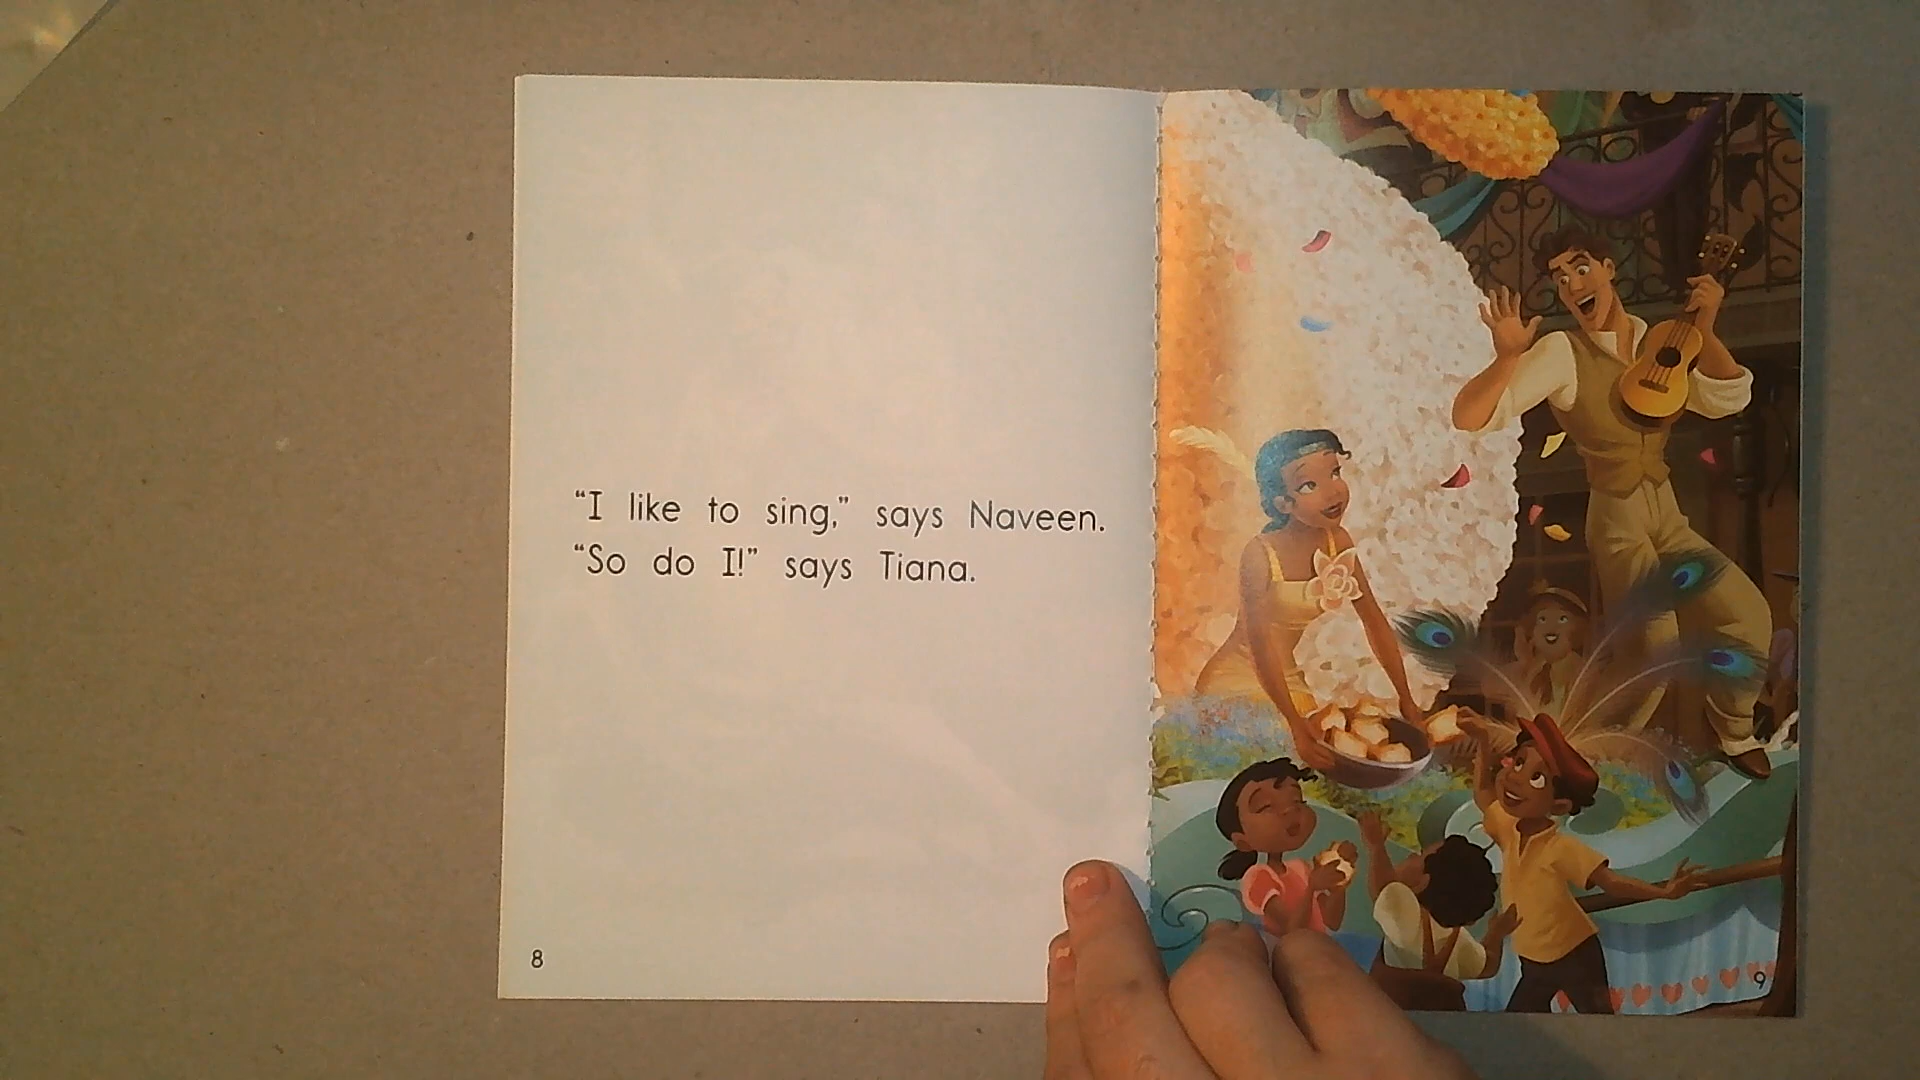 “I like to sing,” says Naveen.
“So do I!” says Tiana.
8
9